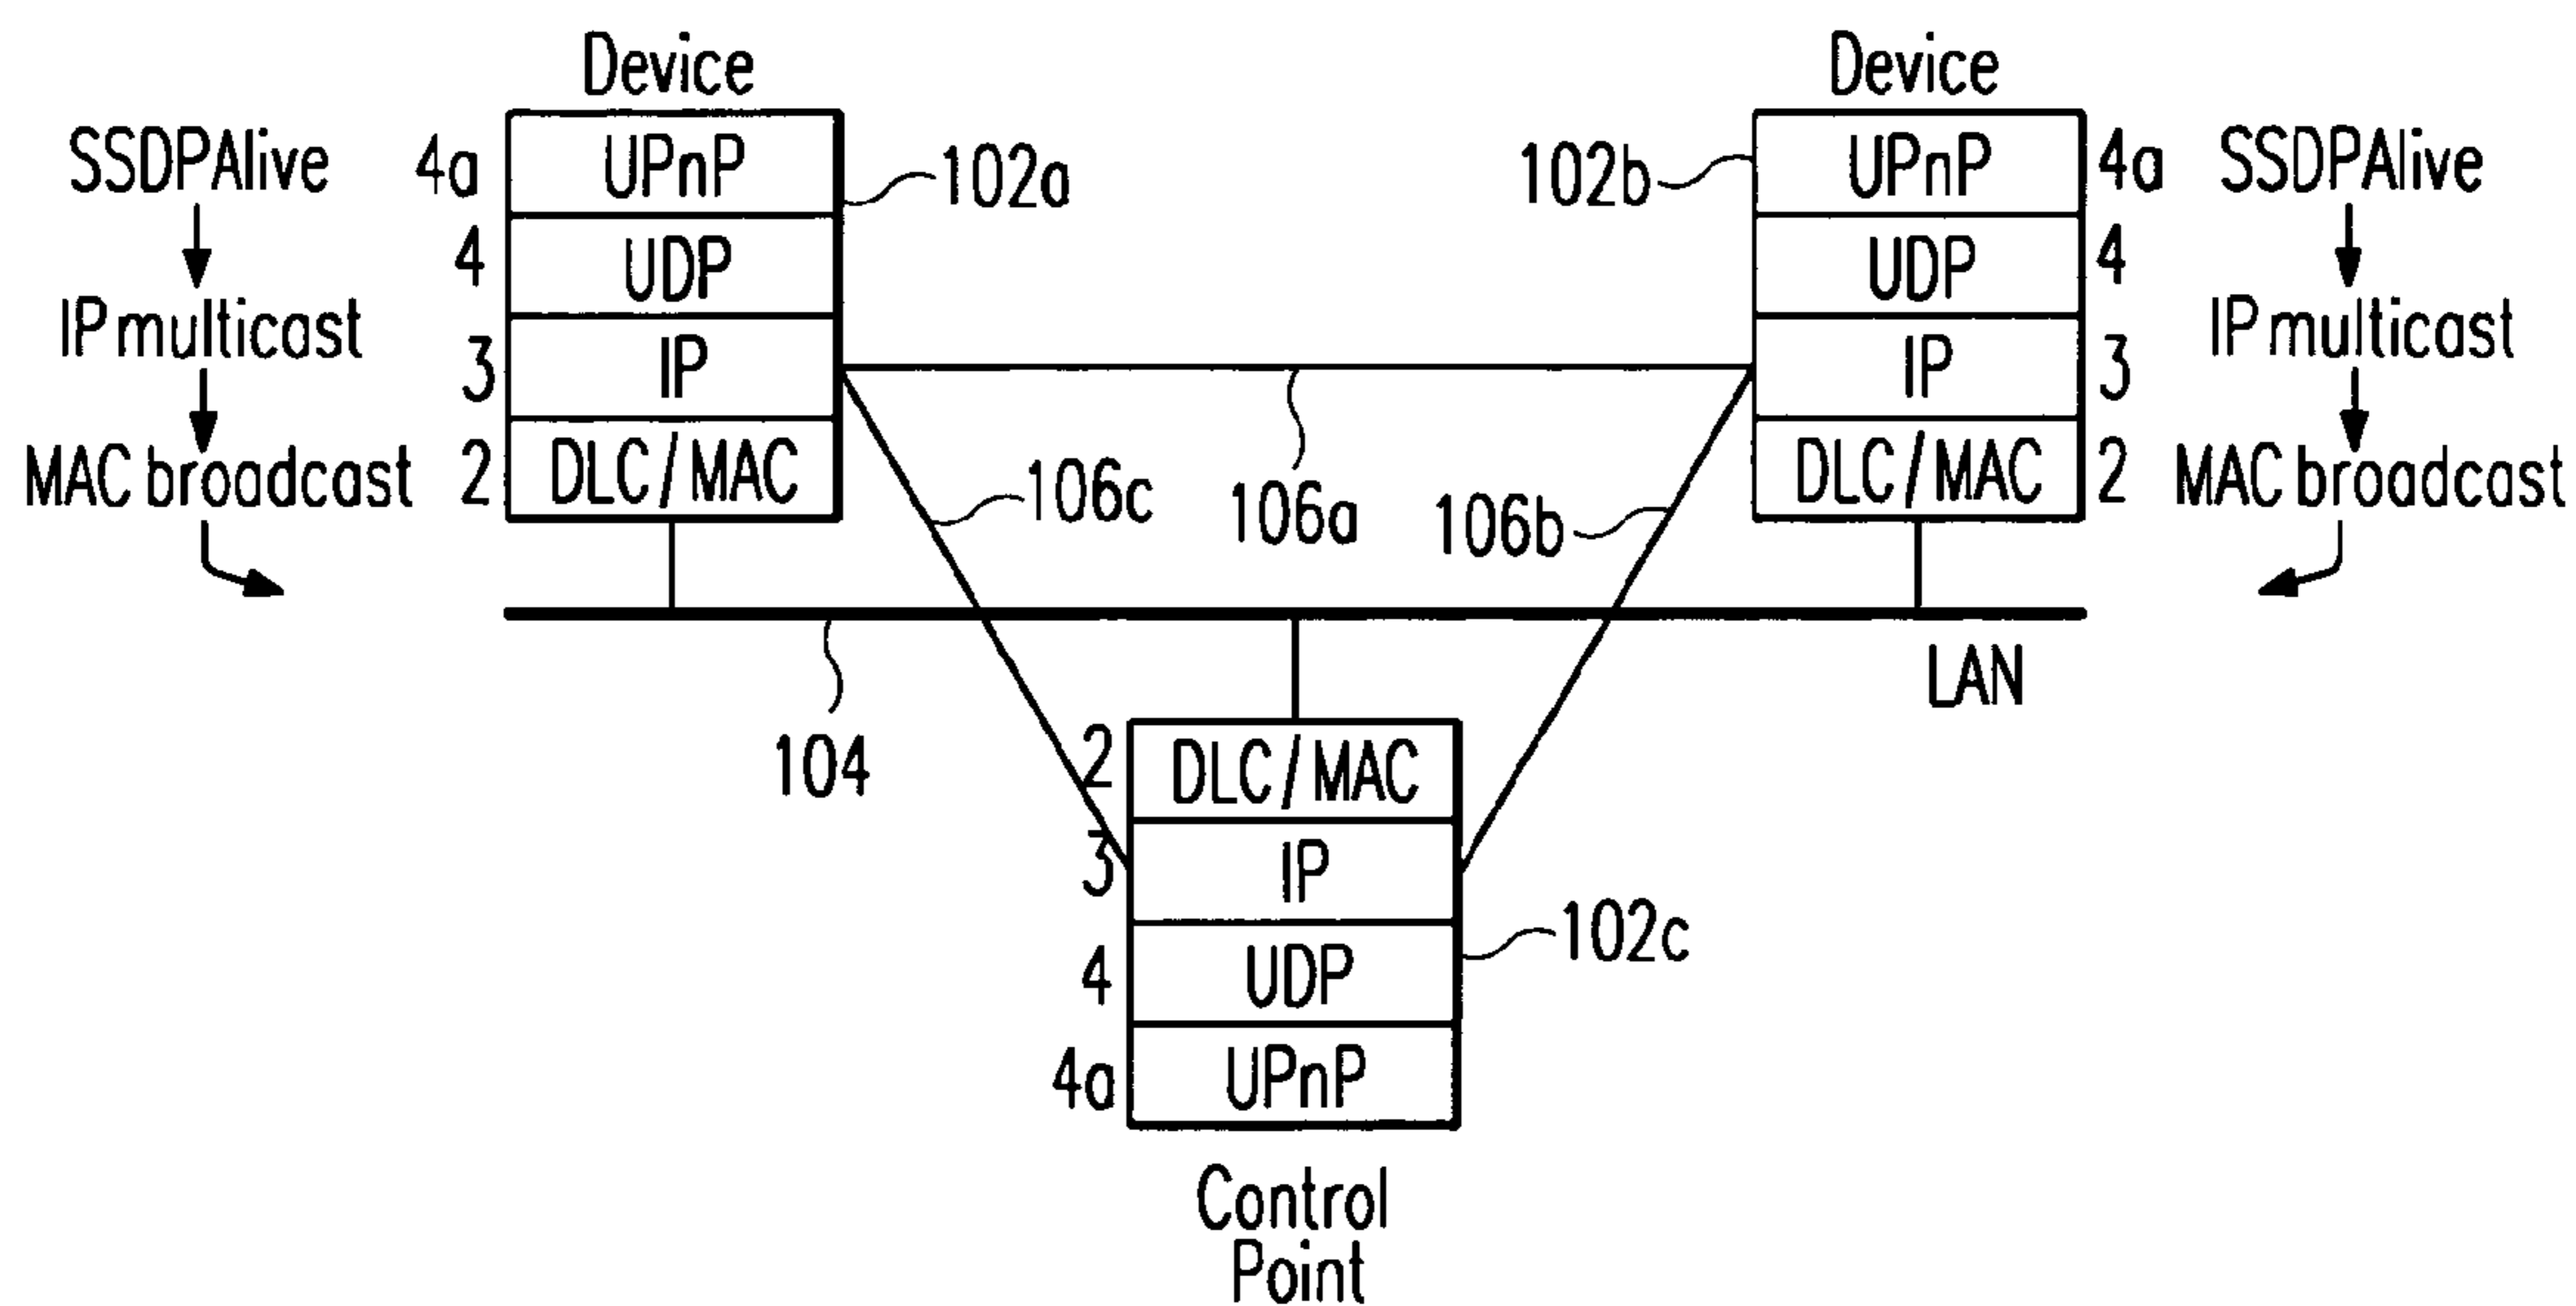 Device
Device
SSDPAlive
4a
UPnP
102a
102b
UPnP
4a
SSDPAlive
4
UDP
UDP
4
IP multicast
3
IP
IP
3
IP multicast
MAC broadcast
2
DLC/MAC
106c
106a
106b
DLC/MAC
2
MAC broadcast
LAN
104
2
DLC/MAC
3
IP
102c
4
UDP
4a
UPnP
Control
Point